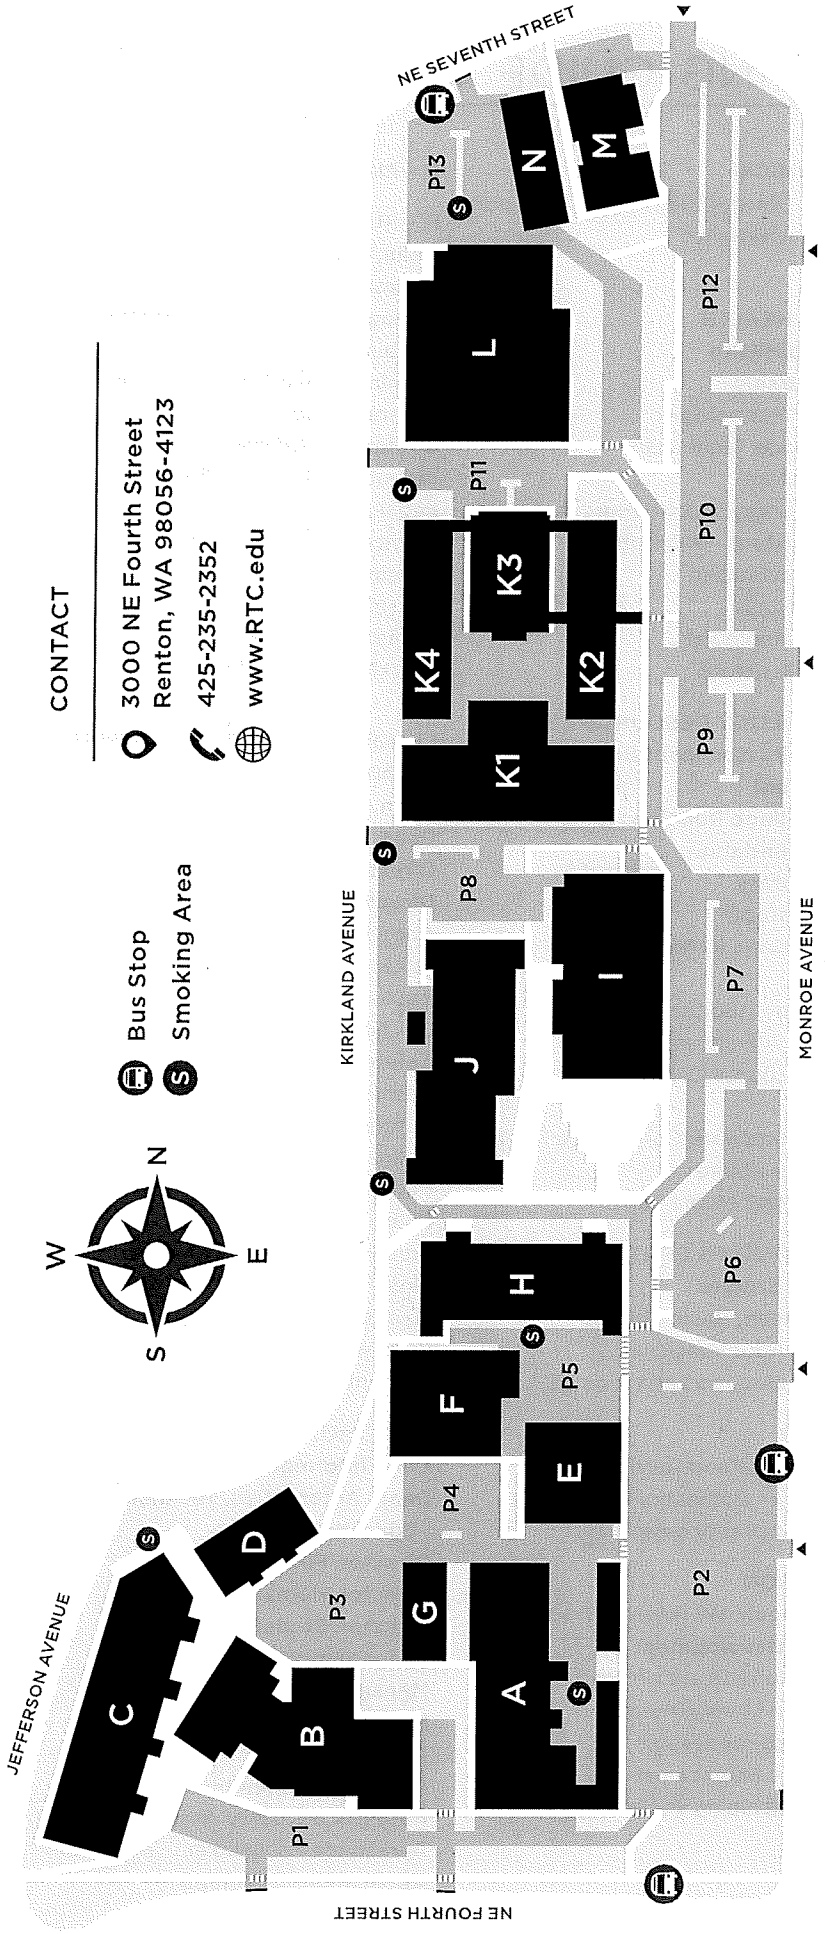 CONTACT
3000 NE Fourth Street
Renton, WA 98056-4123
425-235-2352
www.RTC.edu
Bus Stop
S Smoking Area
N
W
E
S
NE SEVENTH STREET
KIRKLAND AVENUE
MONROE AVENUE
JEFFERSON AVENUE
NE FOURTH STREET
P13
S
N
M
L
P12
S
P11
K4
K3
K2
K1
P10
P9
S
P8
J
I
P7
S
H
P6
S
F
P5
E
P4
S
D
C
P3
G
B
A
S
P2
P1